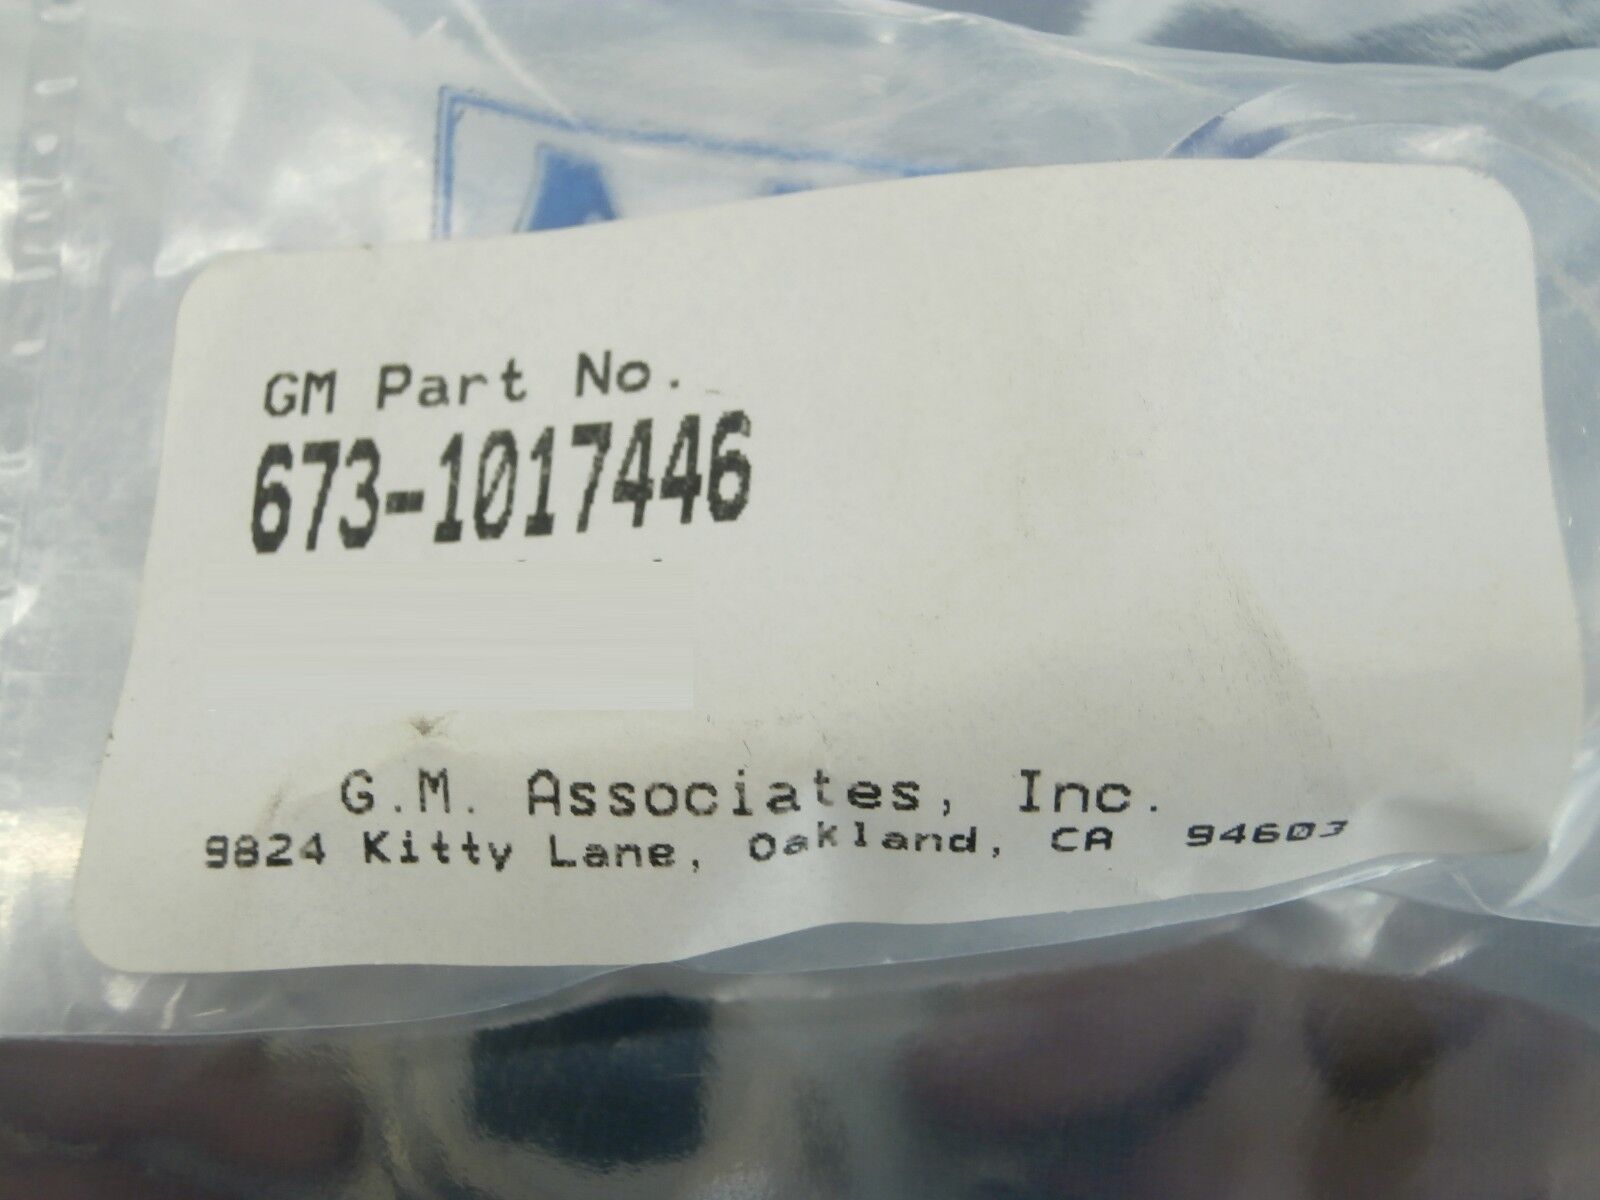 GM Part No.
673-1017446
G.M. Associates, Inc.
9824 Kitty Lane, Oakland, CA 94603